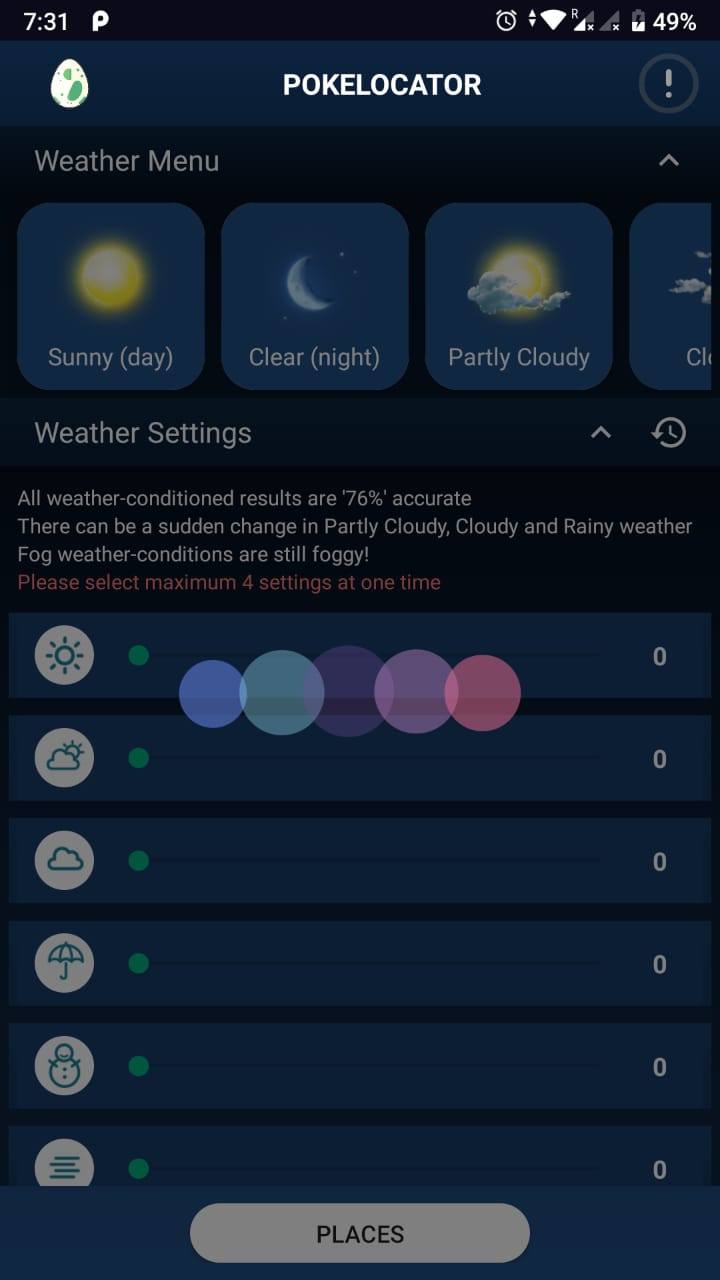 7:31
R
49%
POKELOCATOR
Weather Menu
Sunny (day)
Clear (night)
Partly Cloudy
Clo
Weather Settings
All weather-conditioned results are '76%' accurate
There can be a sudden change in Partly Cloudy, Cloudy and Rainy weather
Fog weather-conditions are still foggy!
Please select maximum 4 settings at one time
0
0
0
0
0
0
PLACES